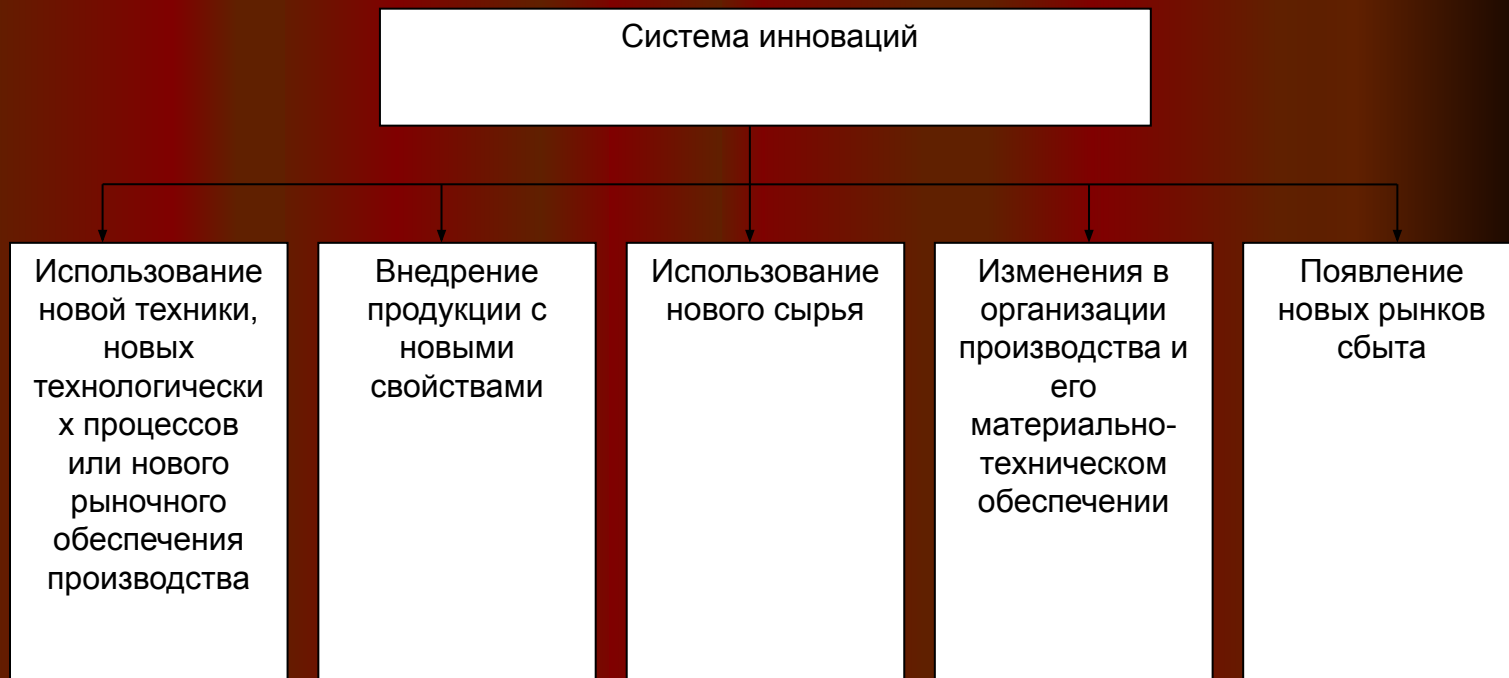 Система инноваций
Использование
новой техники,
новых
технологически
х процессов
или нового
рыночного
обеспечения
производства
Внедрение
продукции с
новыми
свойствами
Использование
нового сырья
Изменения в
организации
производства и
его
материально-
техническом
обеспечении
Появление
новых рынков
сбыта